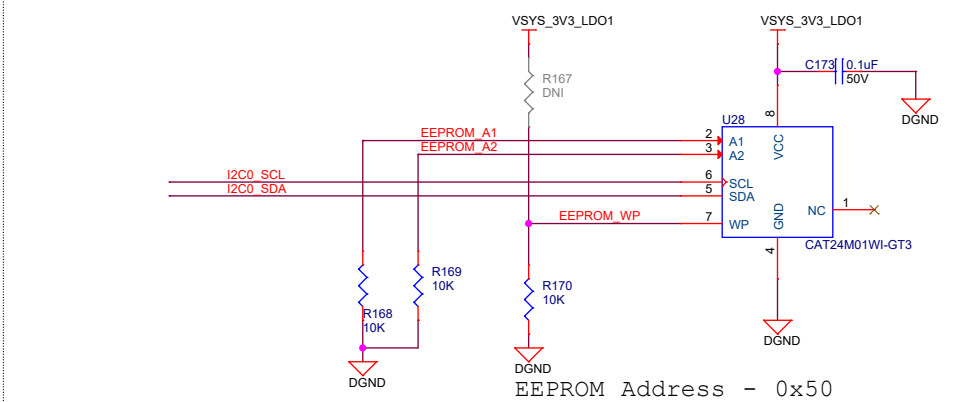 VSYS_3V3_LDO1
VSYS_3V3_LDO1
R167
DNI
C173
0.1uF
50V
DGND
U28
8
VCC
EEPROM_A1
2
A1
EEPROM_A2
3
A2
I2C0_SCL
6
SCL
I2C0_SDA
5
SDA
NC
1
EEPROM_WP
7
WP
GND
4
CAT24M01WI-GT3
R168
10K
R169
10K
R170
10K
DGND
DGND
DGND
EEPROM Address - 0x50